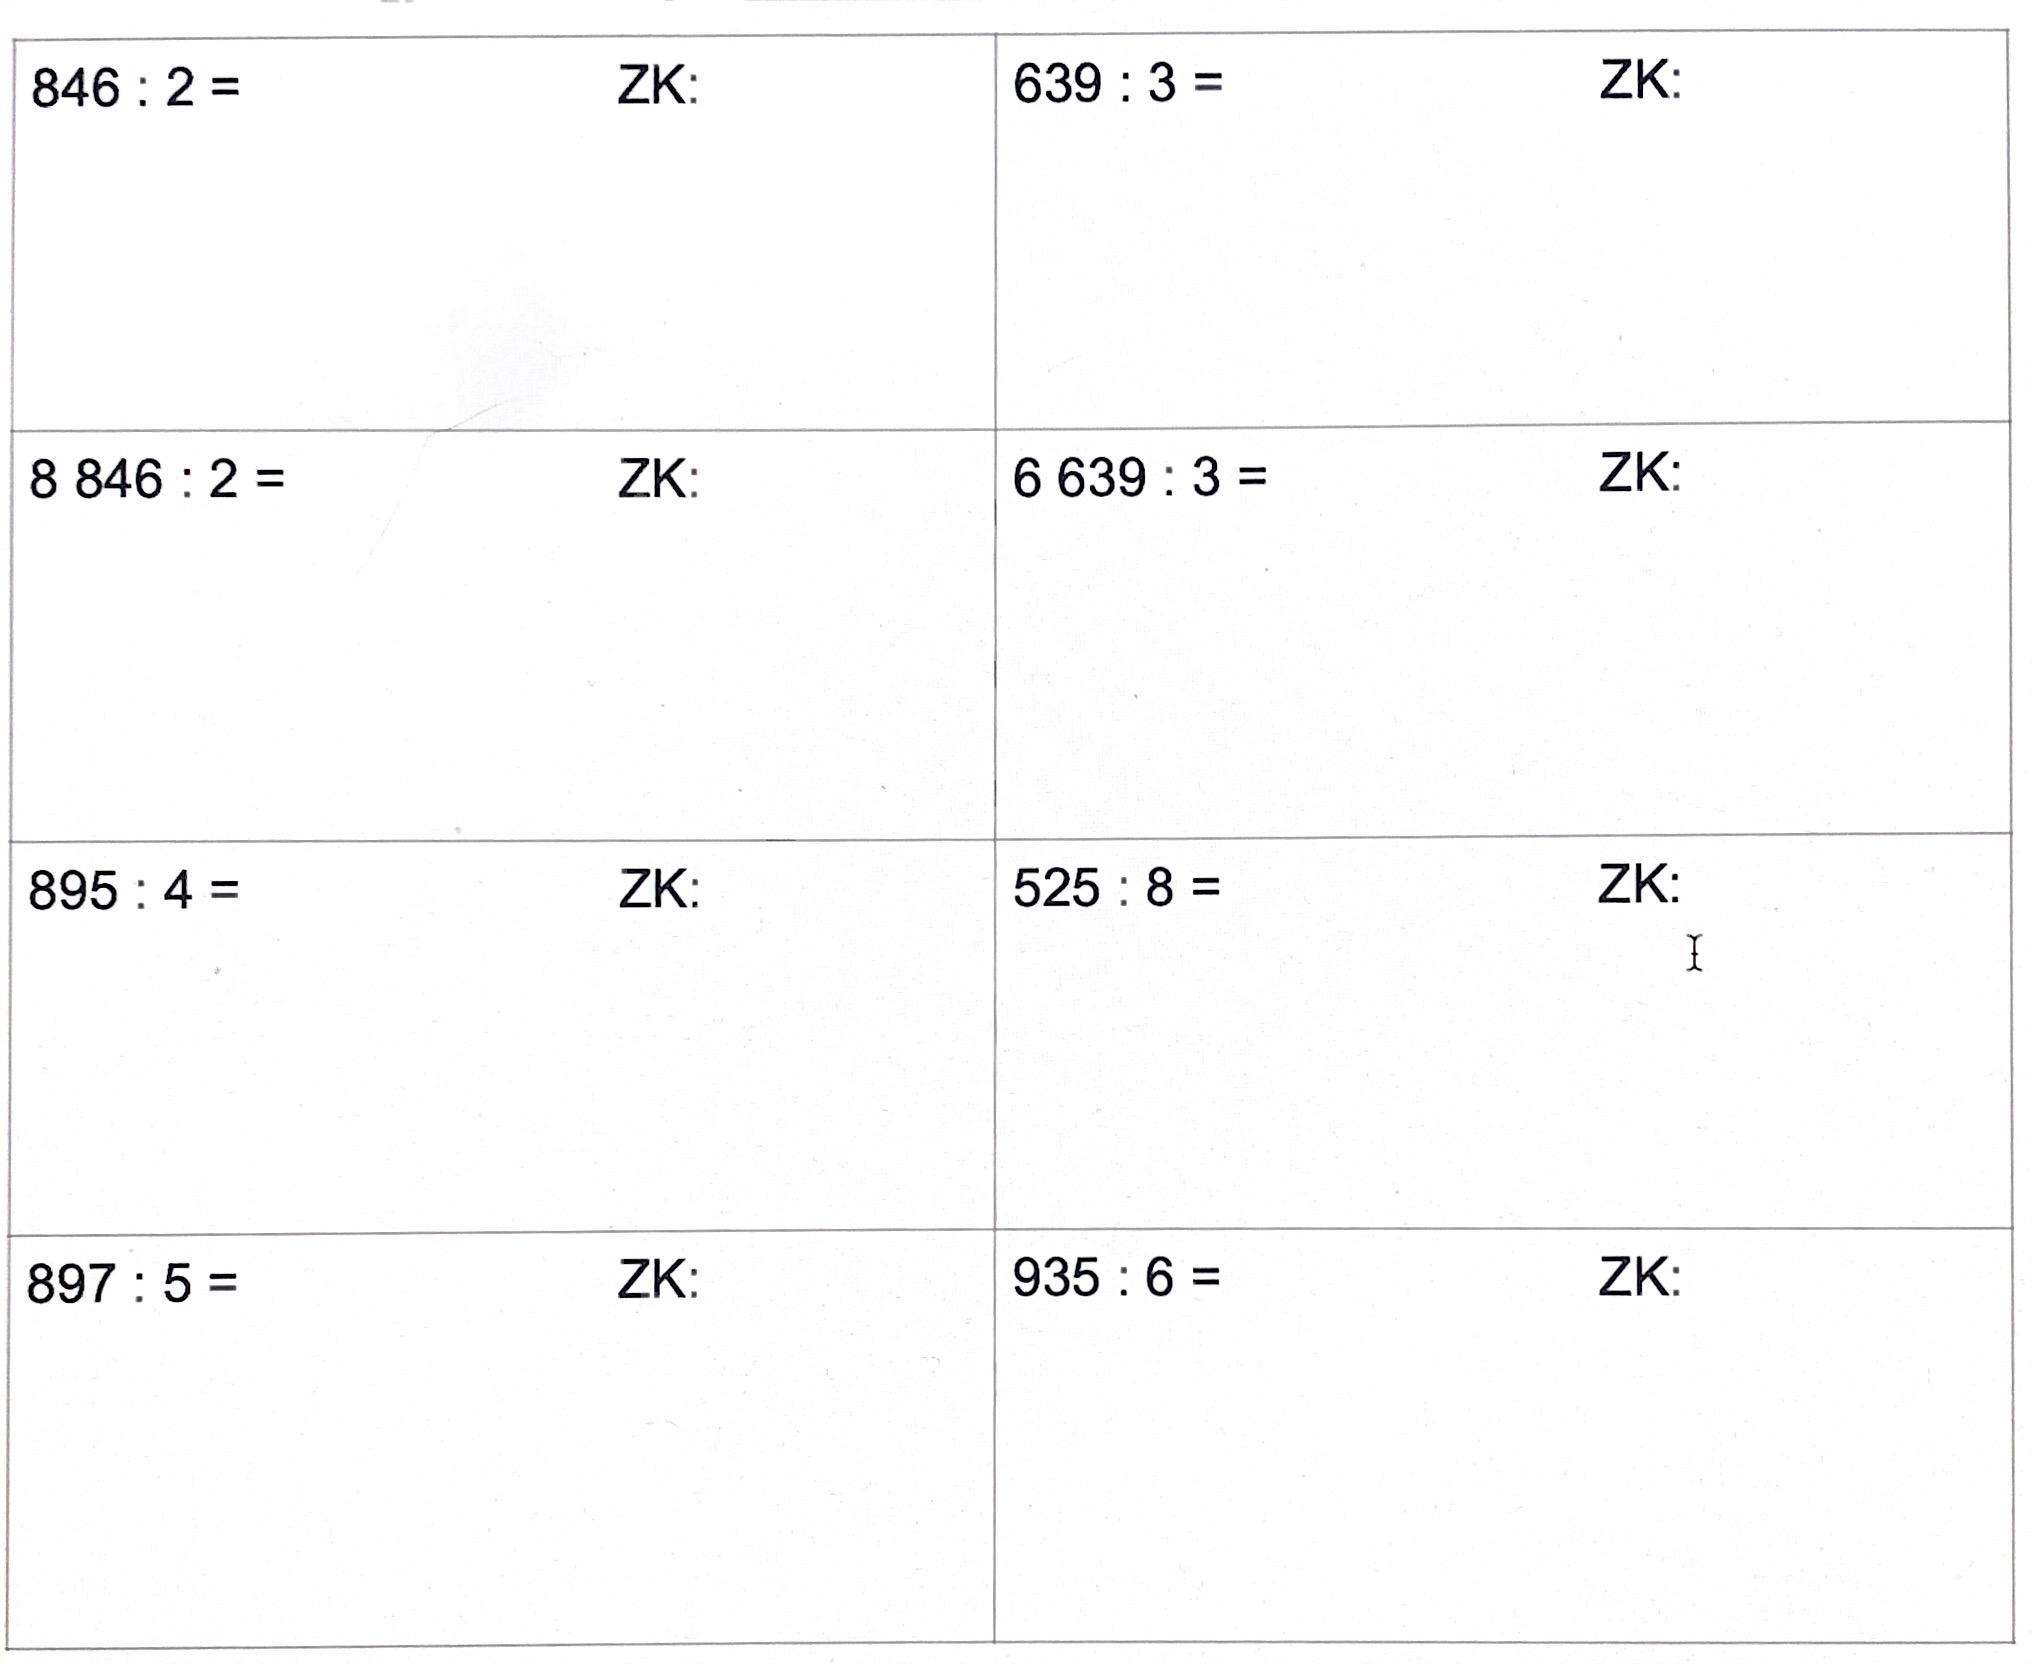 846 : 2 = ZK:
639 : 3 = ZK:
8 846 : 2 = ZK:
6 639 : 3 = ZK:
895 : 4 = ZK:
525 : 8 = ZK:
897 : 5 = ZK:
935 : 6 = ZK: